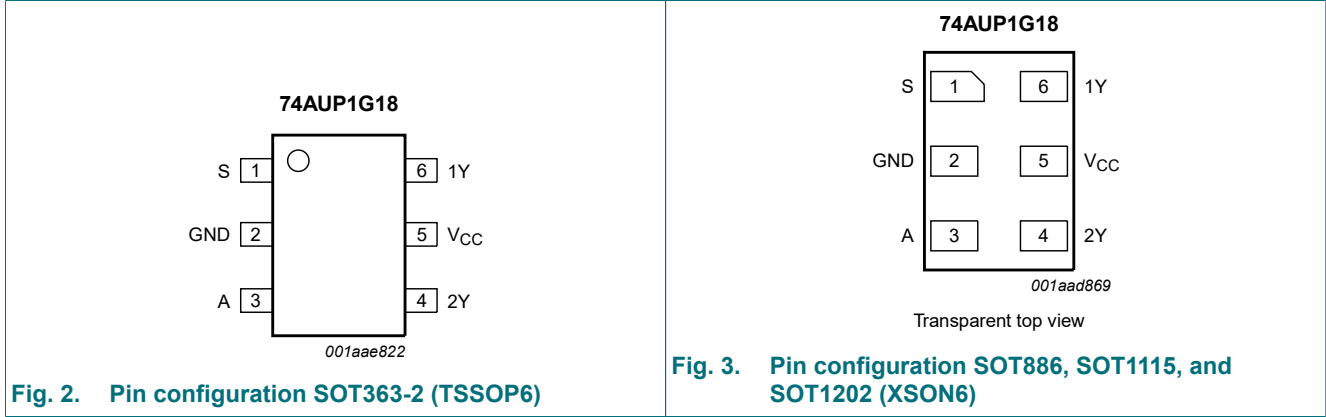 74AUP1G18
S 1 6 1Y
GND 2 5 VCC
A 3 4 2Y
001aae822
Fig. 2. Pin configuration SOT363-2 (TSSOP6)
74AUP1G18
S 1 6 1Y
GND 2 5 VCC
A 3 4 2Y
001aad869
Transparent top view
Fig. 3. Pin configuration SOT886, SOT1115, and
SOT1202 (XSON6)